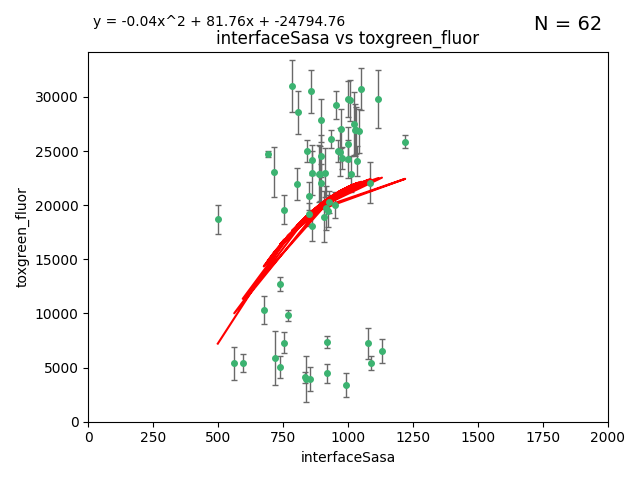 y = -0.04x^2 + 81.76x + -24794.76
N = 62
interfaceSasa vs toxgreen_fluor
30000
25000
20000
15000
10000
5000
0
toxgreen_fluor
0 250 500 750 1000 1250 1500 1750 2000
interfaceSasa